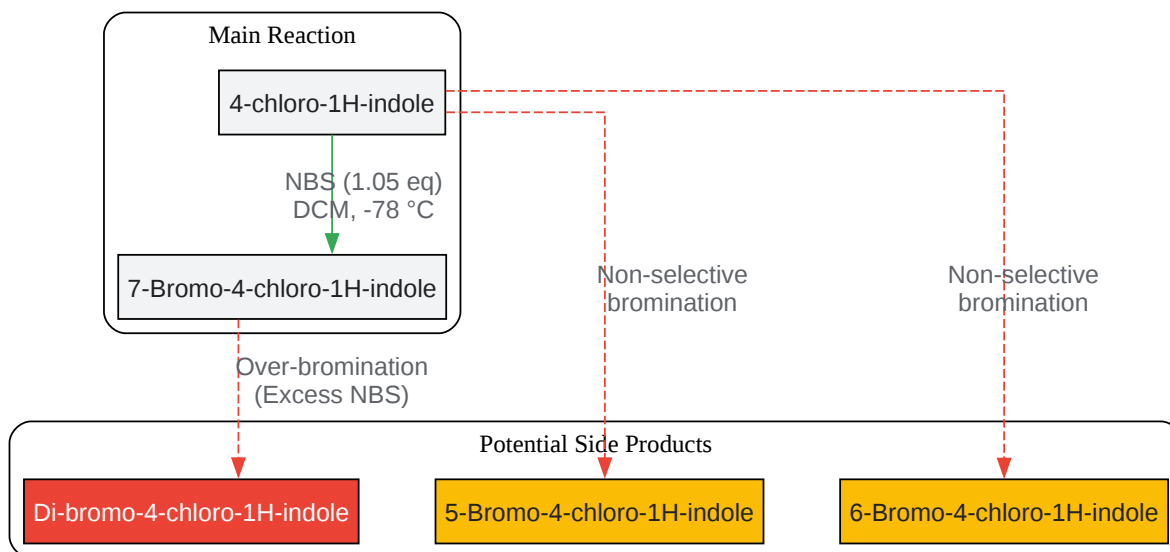 Main Reaction
4-chloro-1H-indole
NBS (1.05 eq)
DCM, -78 °C
7-Bromo-4-chloro-1H-indole
Non-selective
bromination
Non-selective
bromination
Over-bromination
(Excess NBS)
Potential Side Products
Di-bromo-4-chloro-1H-indole
5-Bromo-4-chloro-1H-indole
6-Bromo-4-chloro-1H-indole